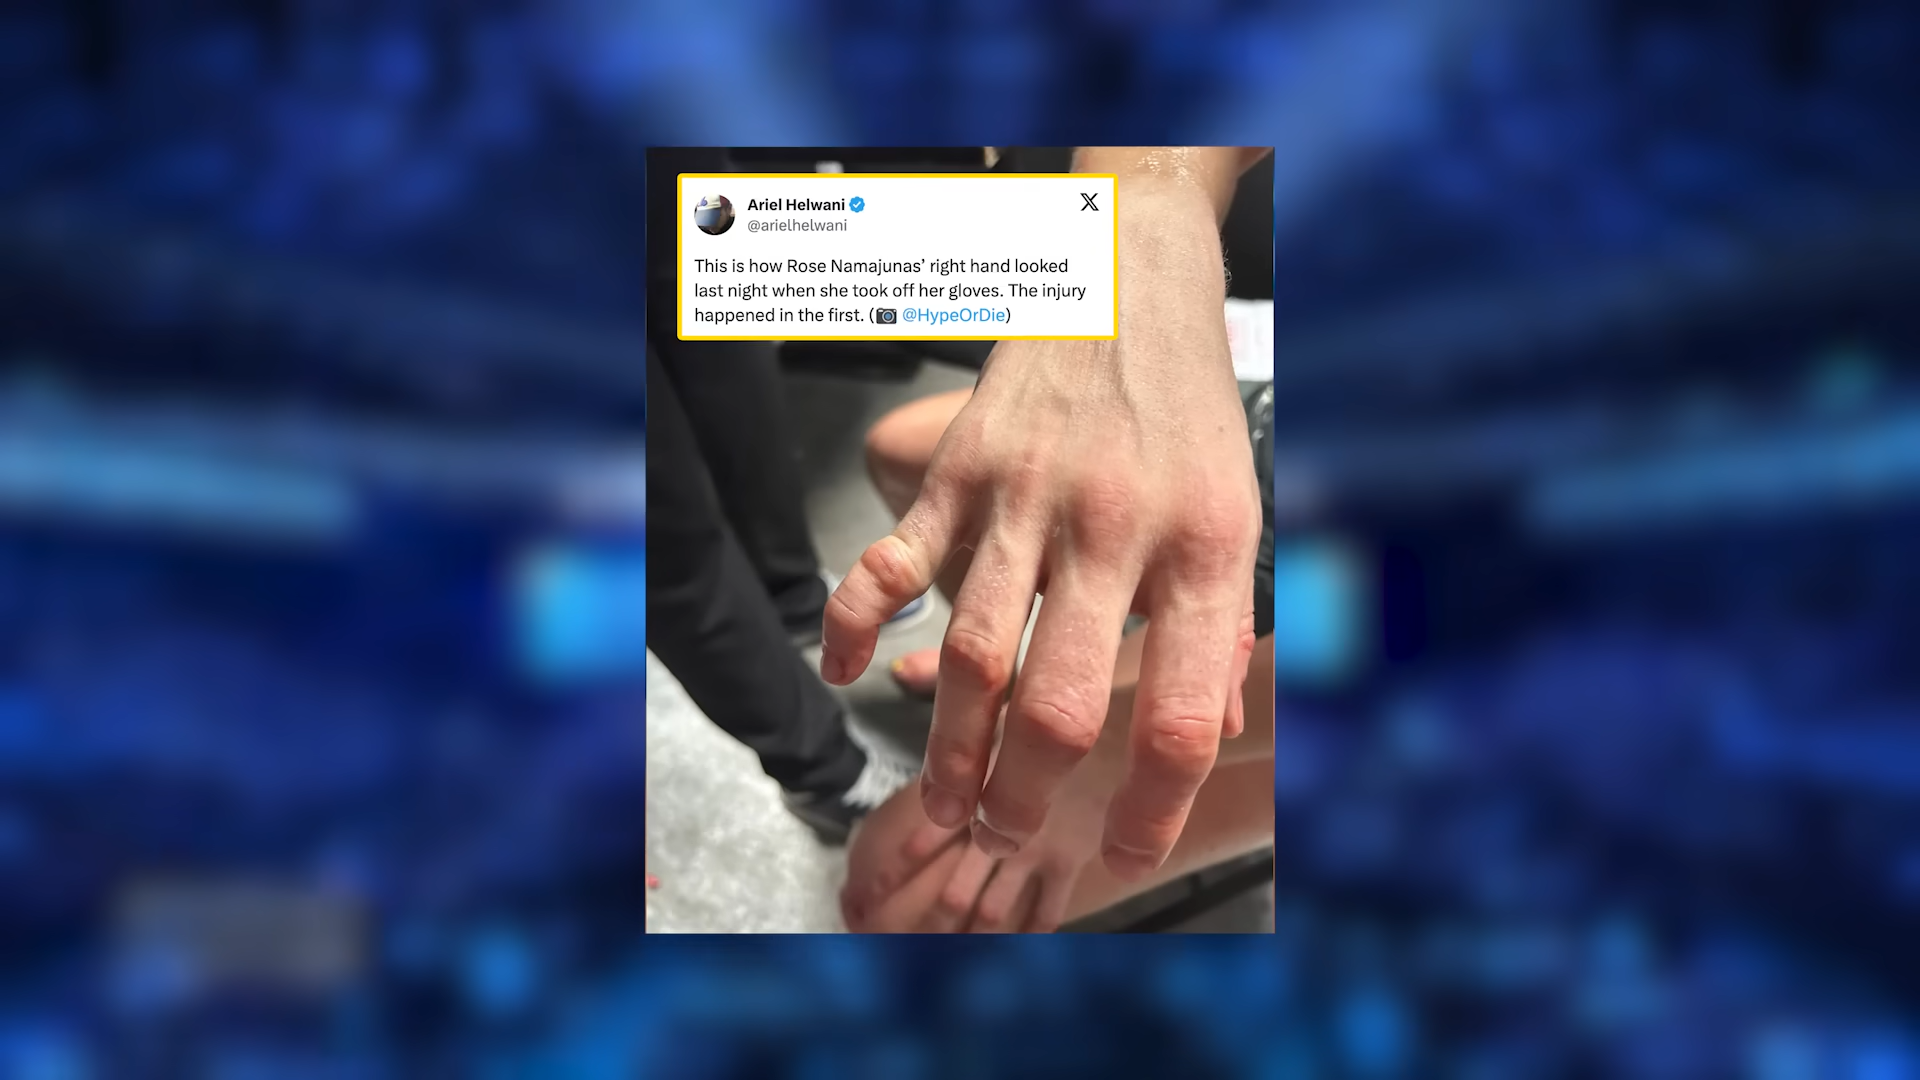 Ariel Helwani
@arielhelwani
This is how Rose Namajunas’ right hand looked
last night when she took off her gloves. The injury
happened in the first. (📷 @HypeOrDie)